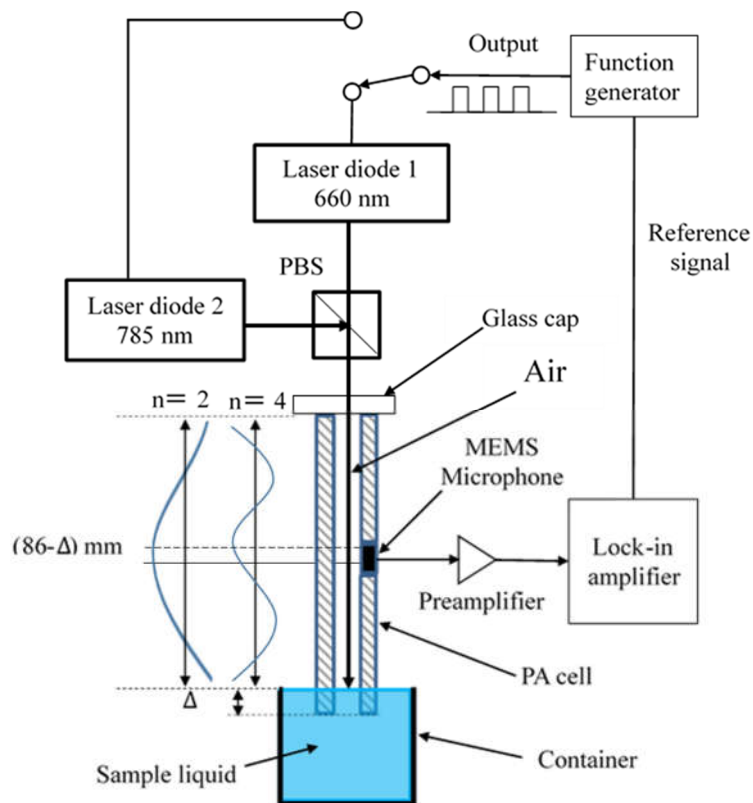 Output
Function
generator
Laser diode 1
660 nm
Reference
signal
PBS
Laser diode 2
785 nm
Glass cap
Air
n= 2
n= 4
MEMS
Microphone
(86-Δ) mm
Lock-in
amplifier
Preamplifier
PA cell
Δ
Sample liquid
Container